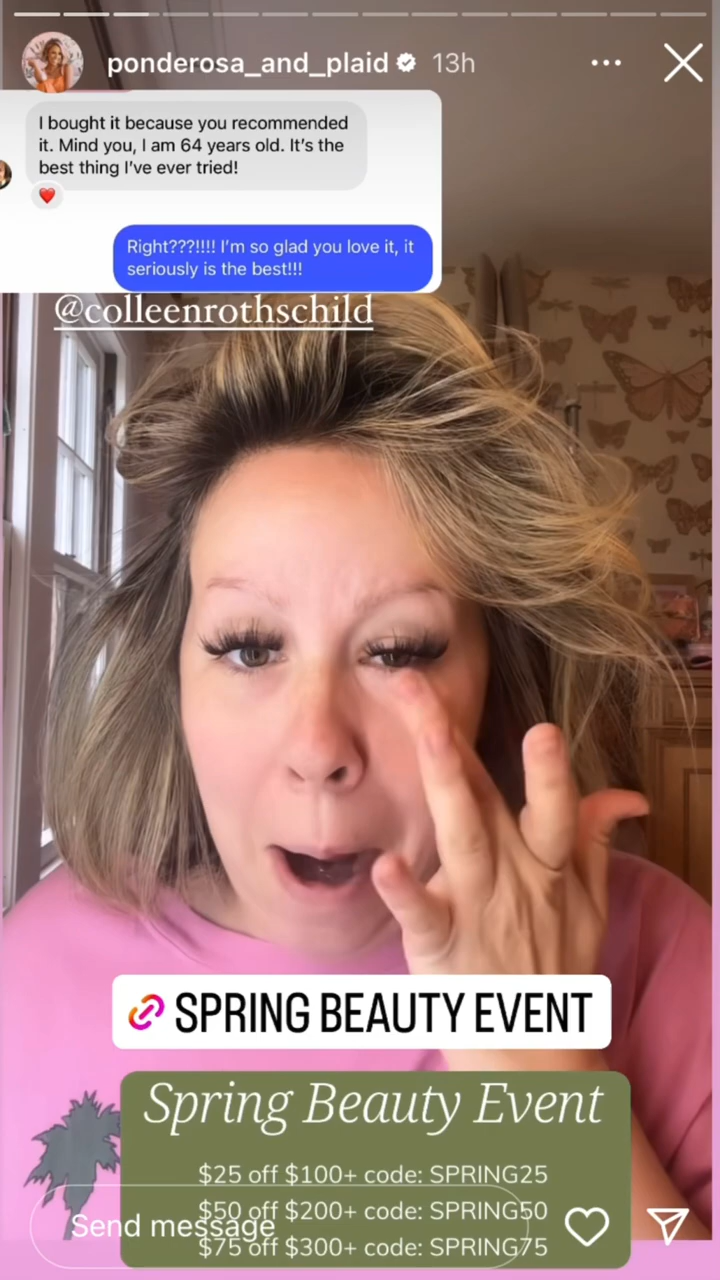 ponderosa_and_plaid 13h
I bought it because you recommended
it. Mind you, I am 64 years old. It's the
best thing I've ever tried!
Right???!!!! I'm so glad you love it, it
seriously is the best!!!
@colleenrothschild
SPRING BEAUTY EVENT
Spring Beauty Event
$25 off $100+ code: SPRING25
$50 off $200+ code: SPRING50
Send message
$75 off $300+ code: SPRING75